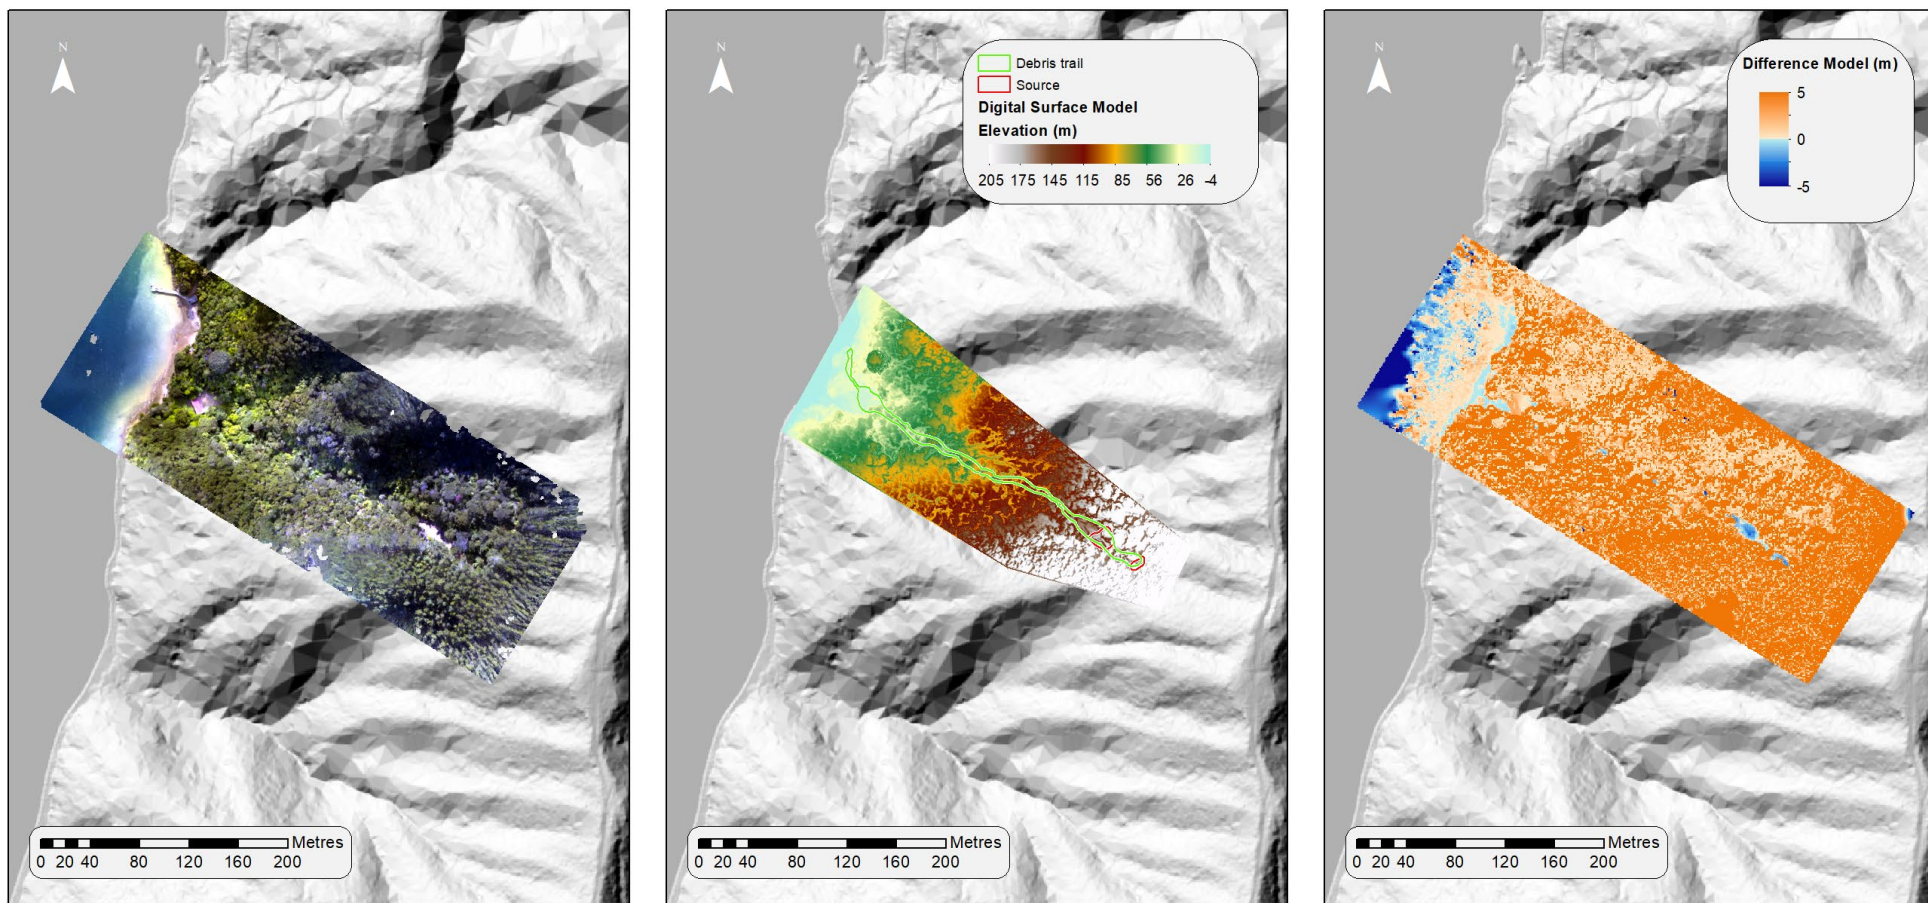 N
0 20 40 80 120 160 200 Metres
N
Debris trail
Source
Digital Surface Model
Elevation (m)
205 175 145 115 85 56 26 -4
0 20 40 80 120 160 200 Metres
N
Difference Model (m)
5
0
-5
0 20 40 80 120 160 200 Metres